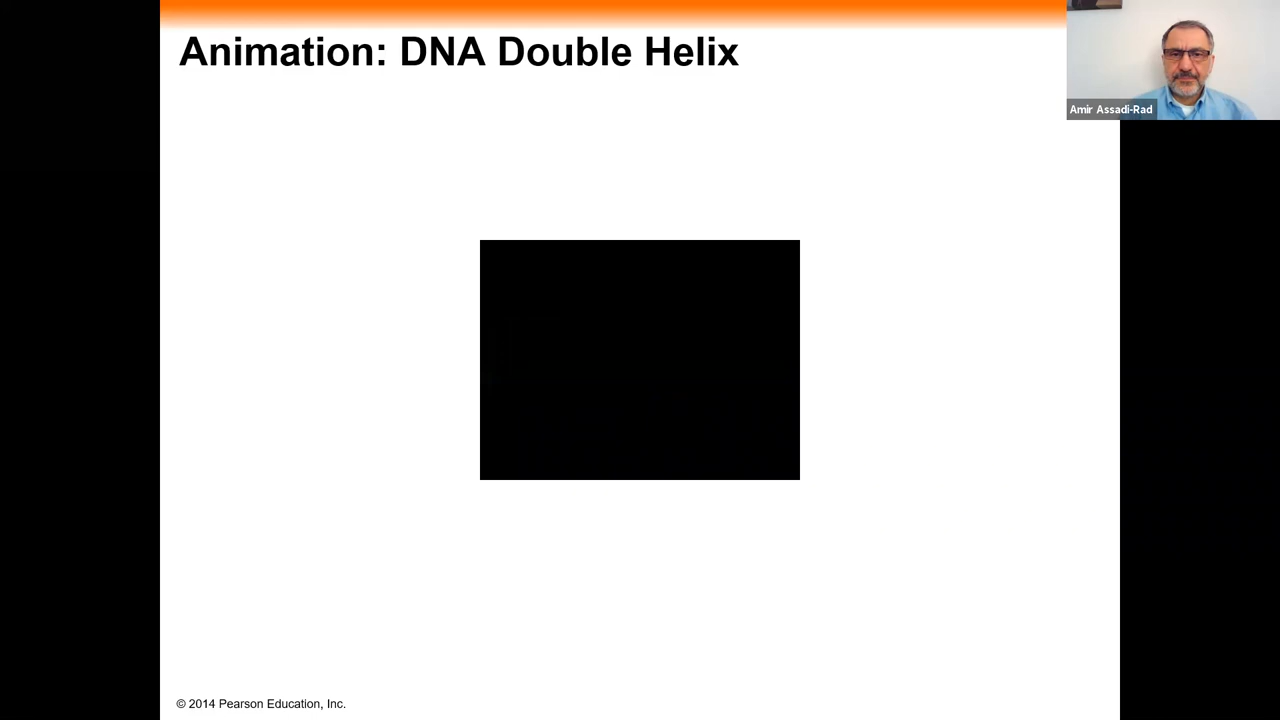 Animation: DNA Double Helix
Amir Assadi-Rad
© 2014 Pearson Education, Inc.